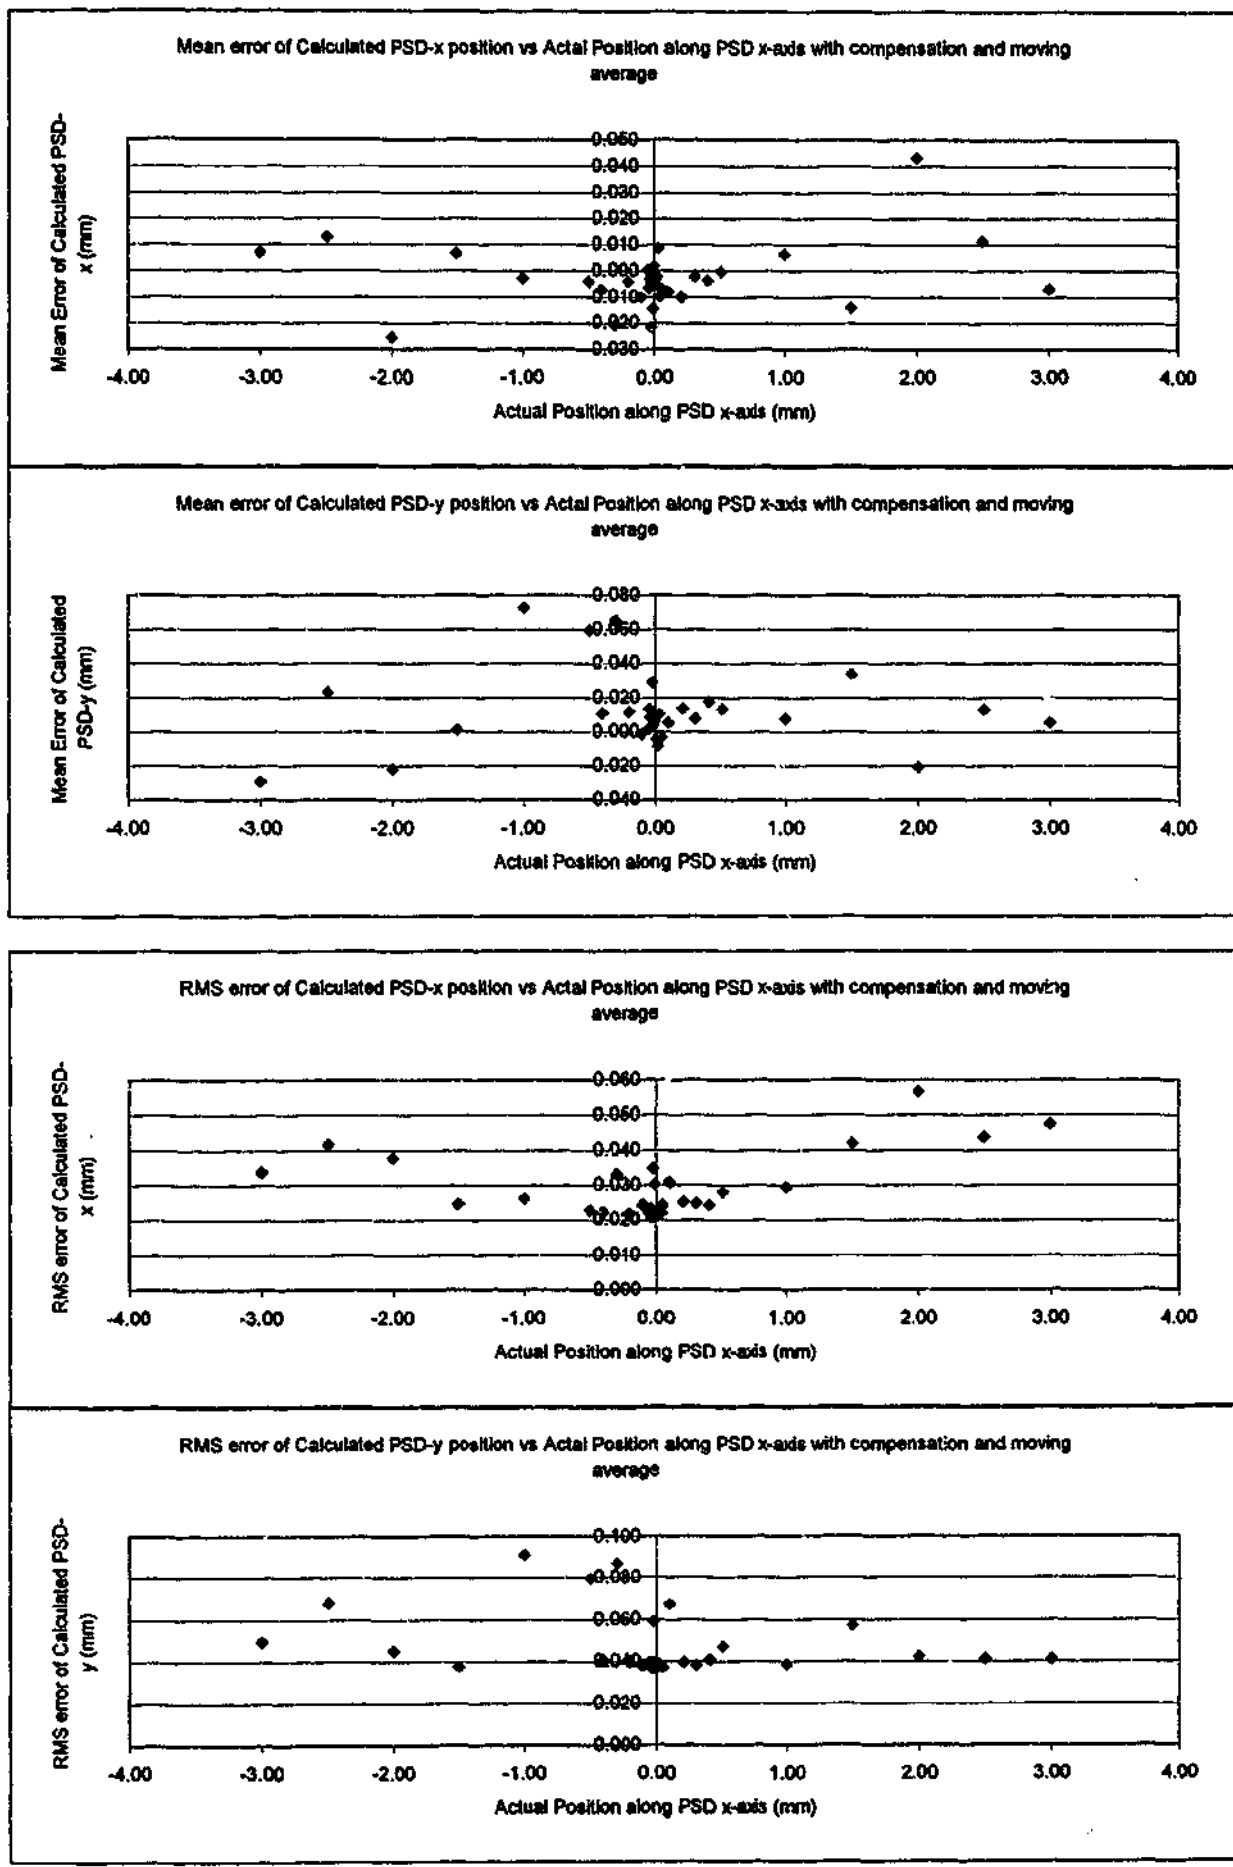 Mean error of Calculated PSD-x position vs Actal Position along PSD x-axis with compensation and moving
average
Mean Error of Calculated PSD-
x (mm)
0.050
0.040
0.030
0.020
0.010
0.000
0.010
0.020
0.030
-4.00 -3.00 -2.00 -1.00 0.00 1.00 2.00 3.00 4.00
Actual Position along PSD x-axis (mm)
Mean error of Calculated PSD-y position vs Actal Position along PSD x-axis with compensation and moving
average
Mean Error of Calculated
PSD-y (mm)
0.080
0.060
0.040
0.020
0.000
0.020
0.040
-4.00 -3.00 -2.00 -1.00 0.00 1.00 2.00 3.00 4.00
Actual Position along PSD x-axis (mm)
RMS error of Calculated PSD-x position vs Actal Position along PSD x-axis with compensation and moving
average
RMS error of Calculated PSD-
x (mm)
0.060
0.050
0.040
0.030
0.020
0.010
0.000
-4.00 -3.00 -2.00 -1.00 0.00 1.00 2.00 3.00 4.00
Actual Position along PSD x-axis (mm)
RMS error of Calculated PSD-y position vs Actal Position along PSD x-axis with compensation and moving
average
RMS error of Calculated PSD-
y (mm)
0.100
0.080
0.060
0.040
0.020
0.000
-4.00 -3.00 -2.00 -1.00 0.00 1.00 2.00 3.00 4.00
Actual Position along PSD x-axis (mm)